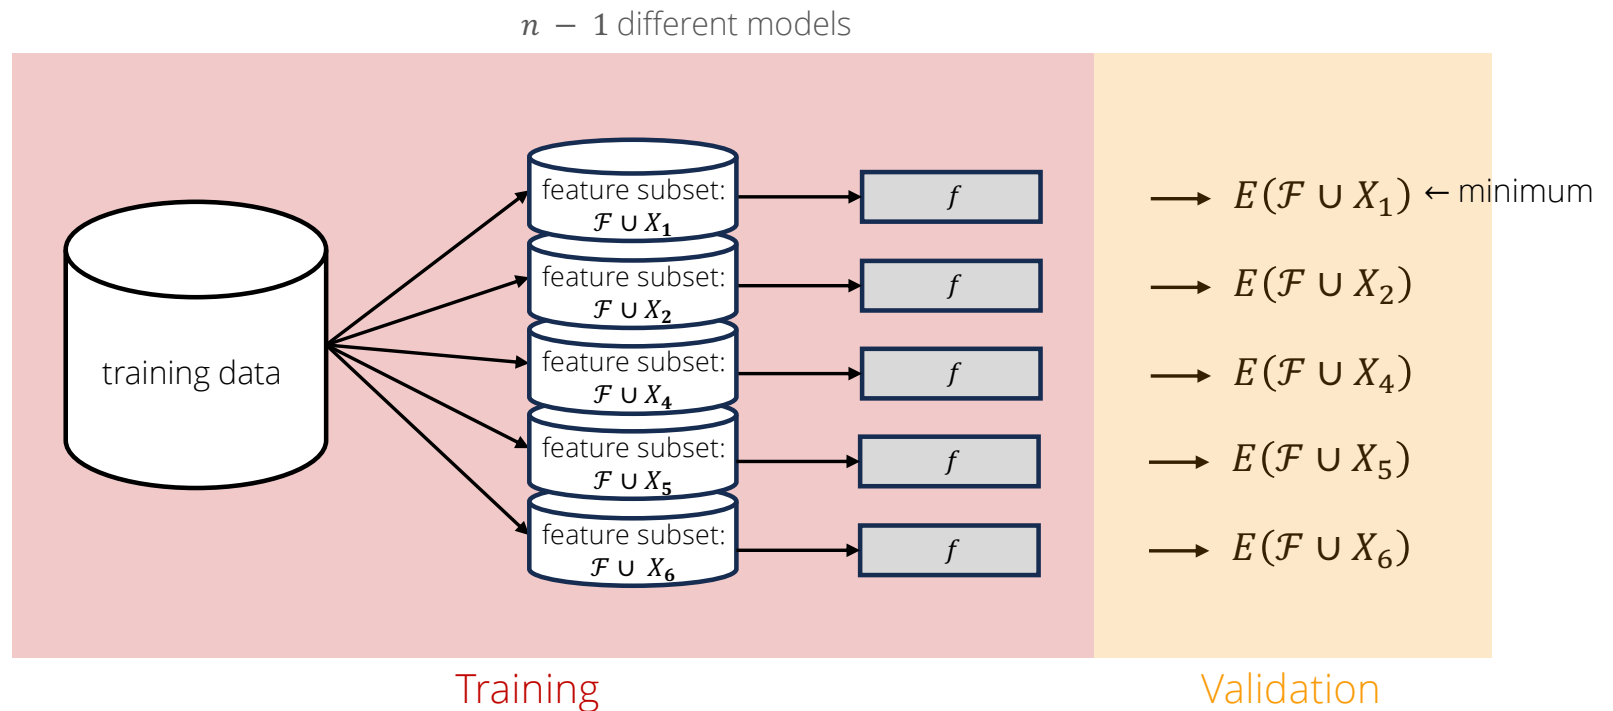 n − 1 different models
training data
feature subset:
ℱ ∪ X₁
f
E(ℱ ∪ X₁) ← minimum
feature subset:
ℱ ∪ X₂
f
E(ℱ ∪ X₂)
feature subset:
ℱ ∪ X₄
f
E(ℱ ∪ X₄)
feature subset:
ℱ ∪ X₅
f
E(ℱ ∪ X₅)
feature subset:
ℱ ∪ X₆
f
E(ℱ ∪ X₆)
Training
Validation